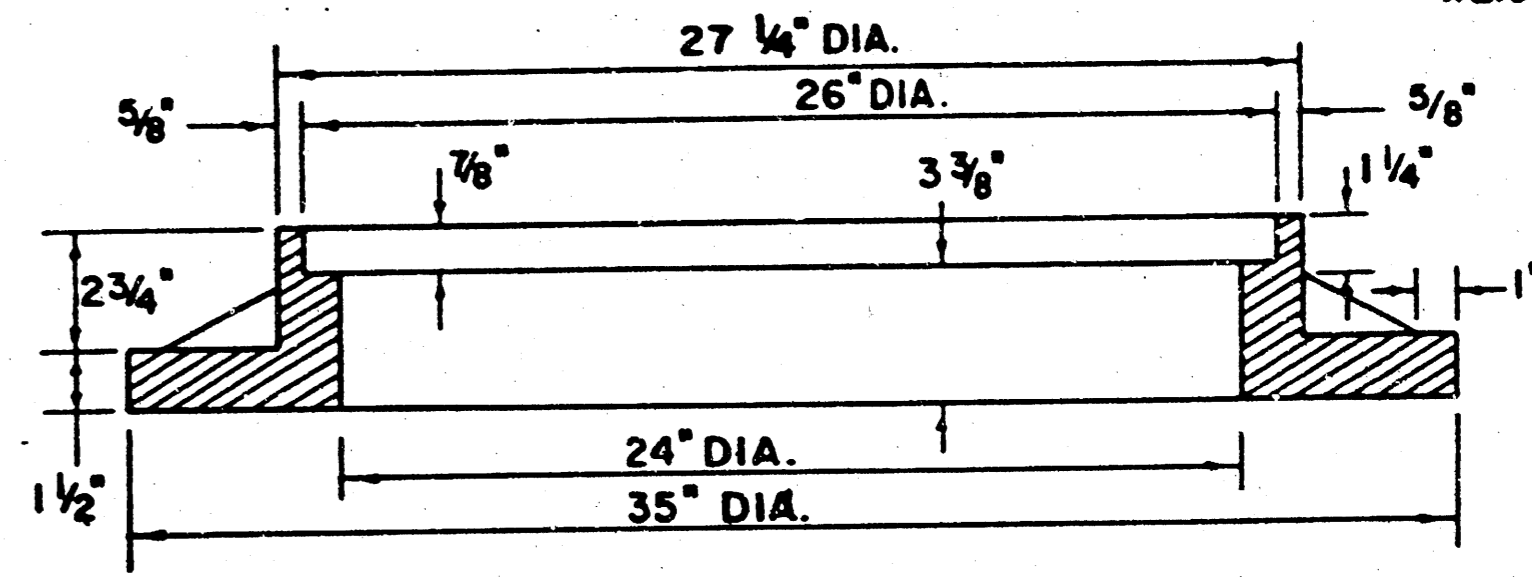 27 1/4" DIA.
26" DIA.
5/8"
5/8"
7/8"
3 3/8"
1 1/4"
2 3/4"
1"
24" DIA.
1 1/2"
35" DIA.